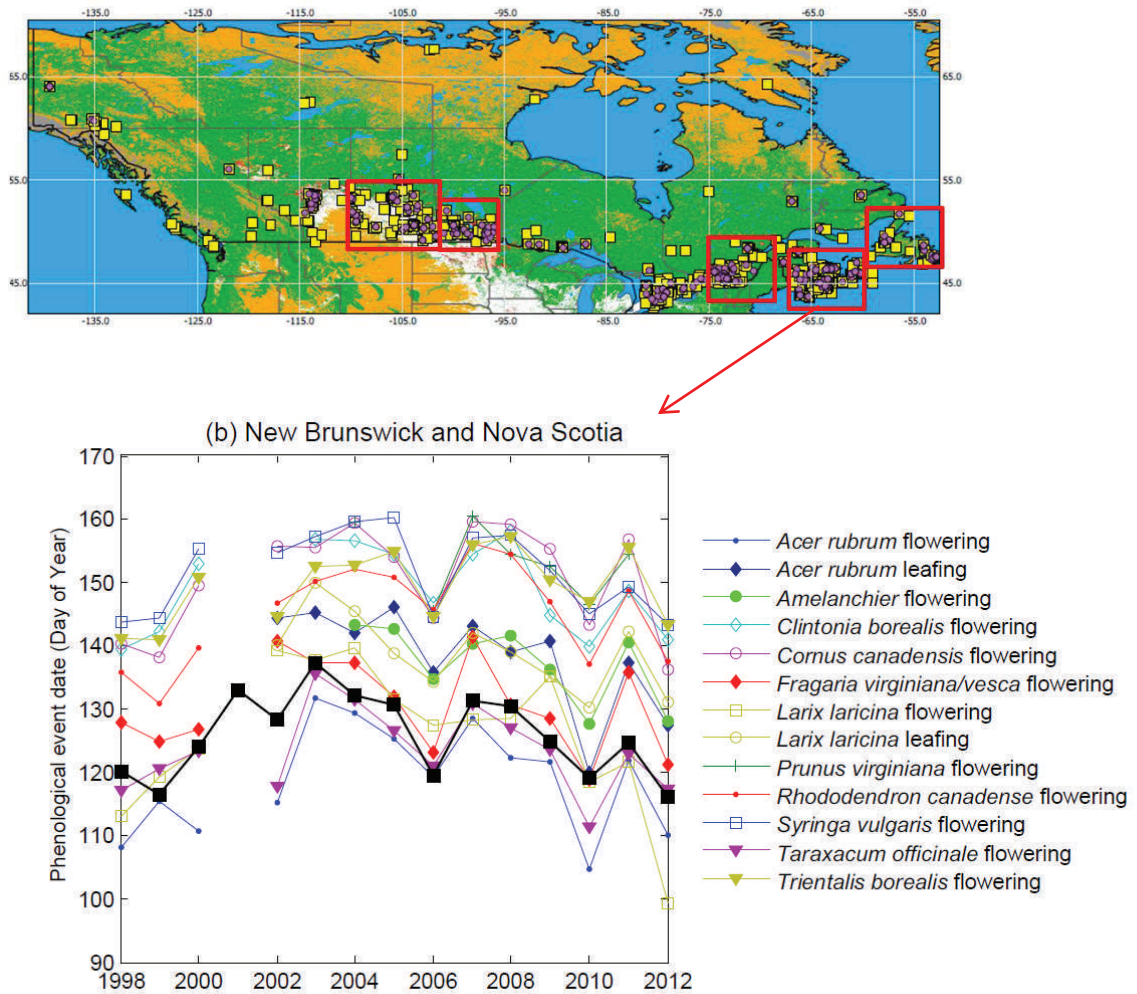 -135.0 -125.0 -115.0 -105.0 -95.0 -85.0 -75.0 -65.0 -55.0
65.0 65.0
55.0 55.0
45.0 45.0
-135.0 -125.0 -115.0 -105.0 -95.0 -85.0 -75.0 -65.0 -55.0
(b) New Brunswick and Nova Scotia
Phenological event date (Day of Year)
170
160
150
140
130
120
110
100
90
1998 2000 2002 2004 2006 2008 2010 2012
Acer rubrum flowering
Acer rubrum leafing
Amelanchier flowering
Clintonia borealis flowering
Cornus canadensis flowering
Fragaria virginiana/vesca flowering
Larix laricina flowering
Larix laricina leafing
Prunus virginiana flowering
Rhododendron canadense flowering
Syringa vulgaris flowering
Taraxacum officinale flowering
Trientalis borealis flowering